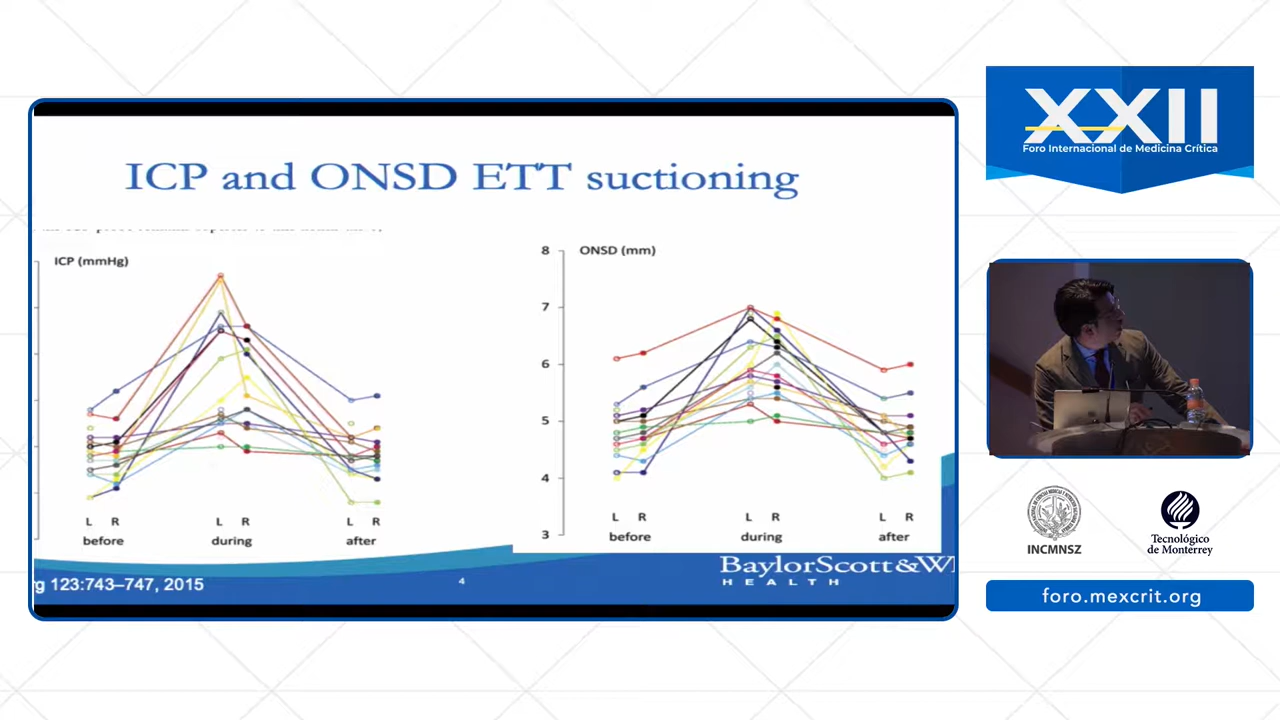 ICP and ONSD ETT suctioning
ICP (mmHg)
L R L R L R
before during after
8 ONSD (mm)
7
6
5
4
3
L R L R L R
before during after
g 123:743–747, 2015
4
BaylorScott&W
HEALTH
XXII
Foro Internacional de Medicina Crítica
INCMNSZ
Tecnológico
de Monterrey
foro.mexcrit.org